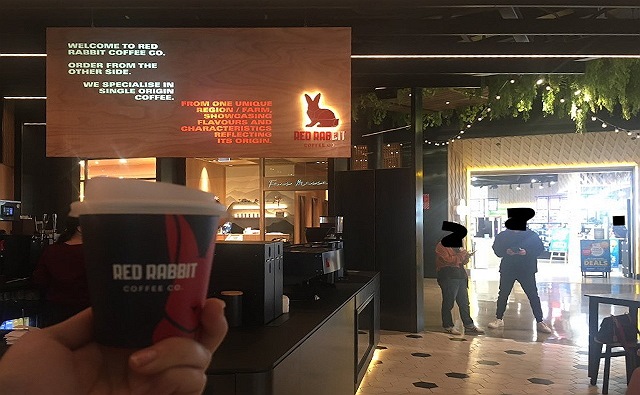 WELCOME TO RED
RABBIT COFFEE CO.
ORDER FROM THE
OTHER SIDE.
WE SPECIALISE IN
SINGLE ORIGIN
COFFEE.
FROM ONE UNIQUE
REGION / FARM,
SHOWCASING
FLAVOURS AND
CHARACTERISTICS
REFLECTING
ITS ORIGIN.
RED RABBIT
COFFEE CO.
RED RABBIT
COFFEE CO.
DEALS